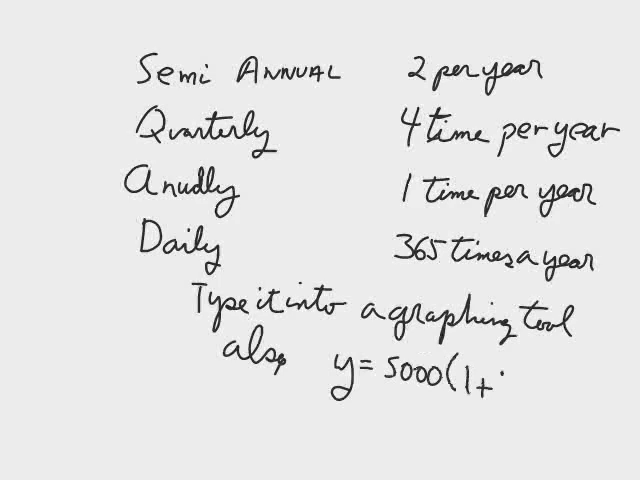 Semi ANNUAL 2 per year
Quarterly 4 time per year
Anually 1 time per year
Daily 365 times a year
Type it into a graphing tool
also y = 5000(1+.